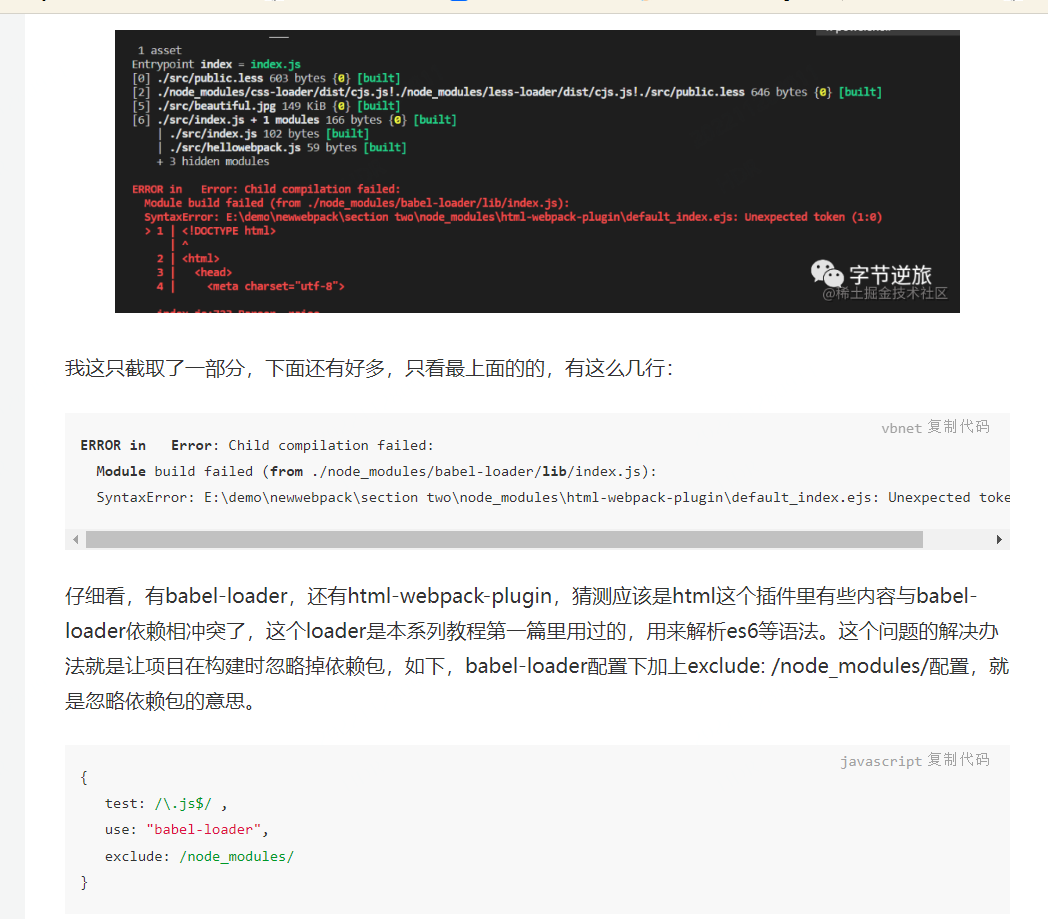 1 asset
Entrypoint index = index.js
[0] ./src/public.less 603 bytes {0} [built]
[2] ./node_modules/css-loader/dist/cjs.js!./node_modules/less-loader/dist/cjs.js!./src/public.less 646 bytes {0} [built]
[5] ./src/beautiful.jpg 149 KiB {0} [built]
[6] ./src/index.js + 1 modules 166 bytes {0} [built]
| ./src/index.js 102 bytes [built]
| ./src/hellowebpack.js 59 bytes [built]
+ 3 hidden modules
ERROR in   Error: Child compilation failed:
Module build failed (from ./node_modules/babel-loader/lib/index.js):
SyntaxError: E:\demo\newwebpack\section two\node_modules\html-webpack-plugin\default_index.ejs: Unexpected token (1:0)
> 1 | <!DOCTYPE html>
| ^
2 | <html>
3 |   <head>
4 |     <meta charset="utf-8">
字节逆旅
@稀土掘金技术社区
我这只截取了一部分，下面还有好多，只看最上面的的，有这么几行：
vbnet 复制代码
ERROR in   Error: Child compilation failed:
Module build failed (from ./node_modules/babel-loader/lib/index.js):
SyntaxError: E:\demo\newwebpack\section two\node_modules\html-webpack-plugin\default_index.ejs: Unexpected toke
仔细看，有babel-loader，还有html-webpack-plugin，猜测应该是html这个插件里有些内容与babel-
loader依赖相冲突了，这个loader是本系列教程第一篇里用过的，用来解析es6等语法。这个问题的解决办
法就是让项目在构建时忽略掉依赖包，如下，babel-loader配置下加上exclude: /node_modules/配置，就
是忽略依赖包的意思。
javascript 复制代码
{
test: /\.js$/ ,
use: "babel-loader",
exclude: /node_modules/
}